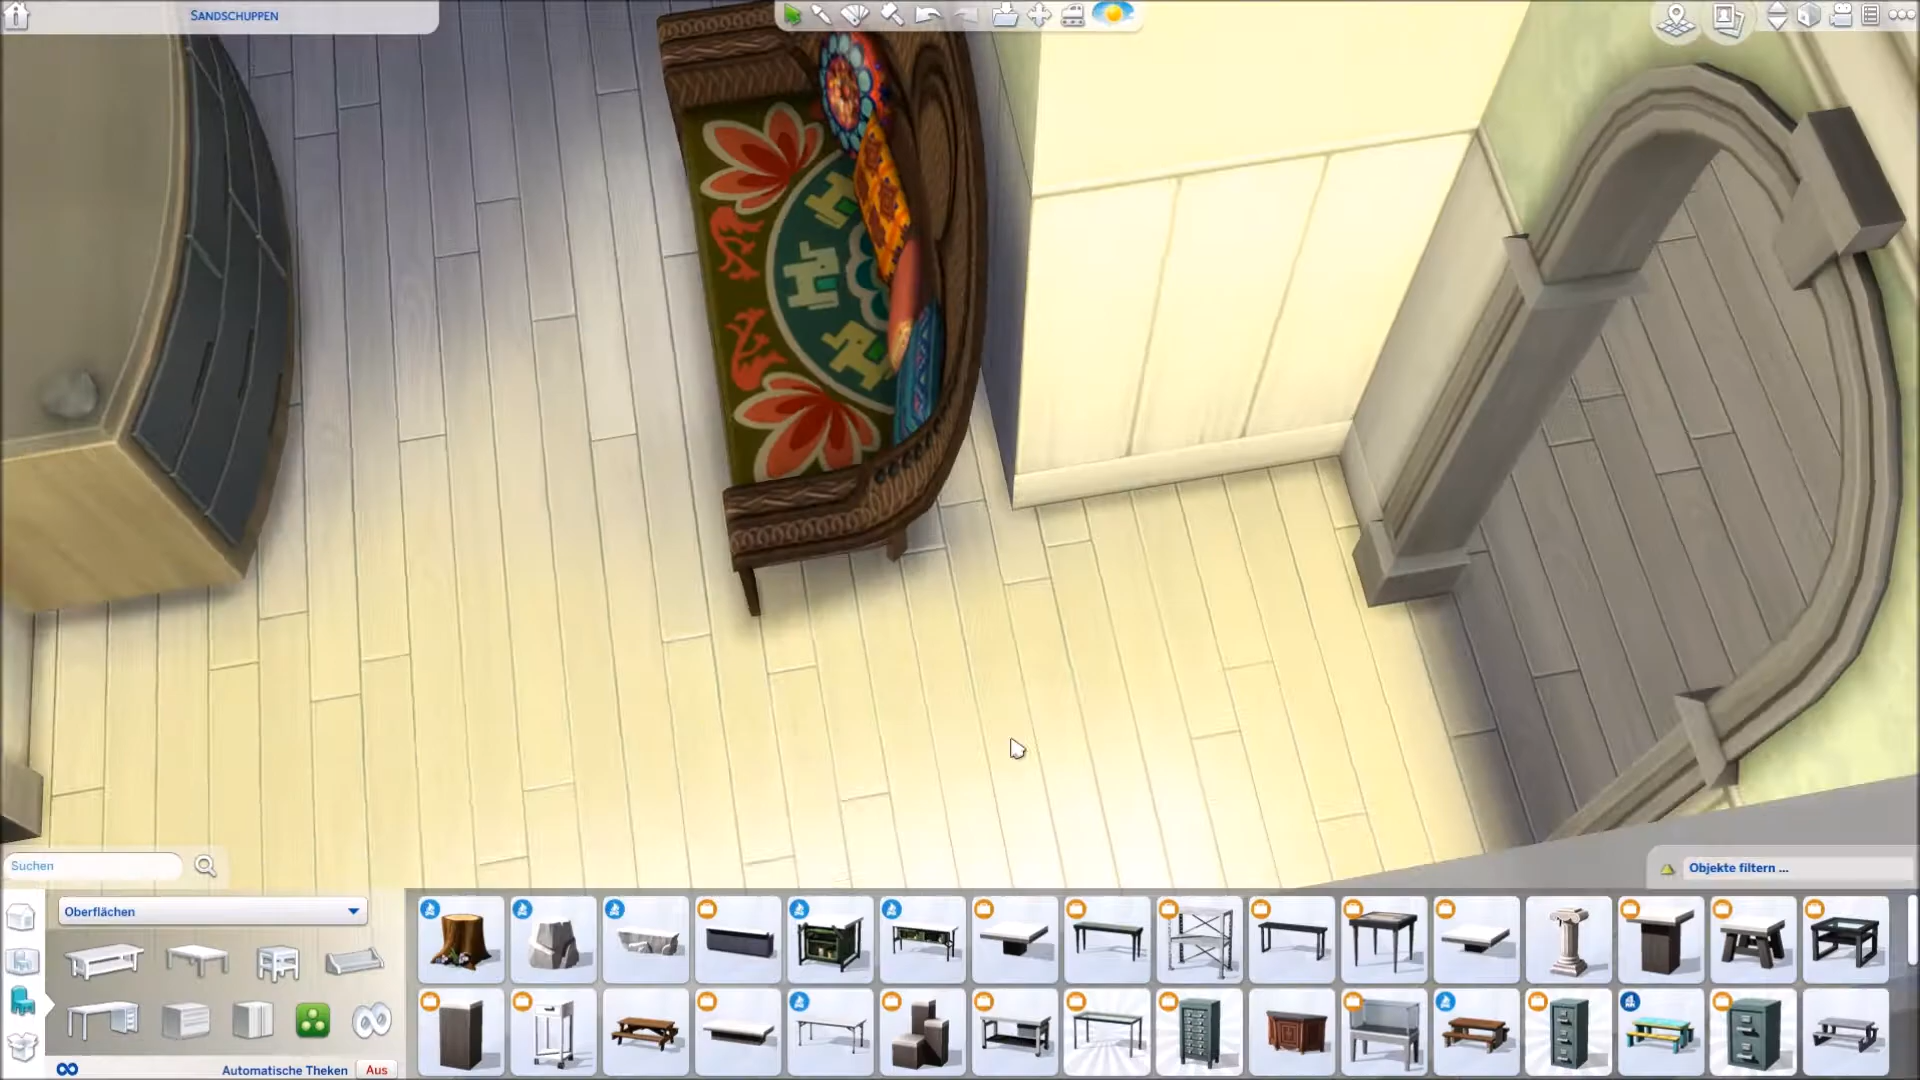 SANDSCHUPPEN
Suchen
Objekte filtern ...
Oberflächen
Automatische Theken Aus